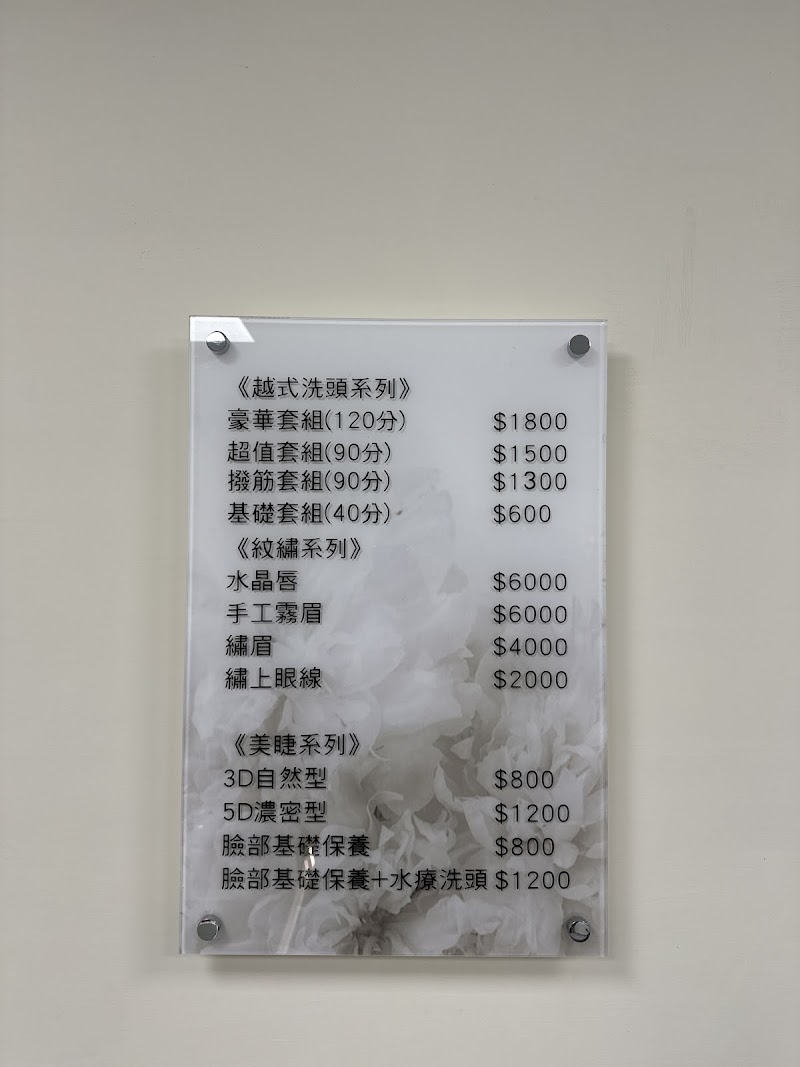 《越式洗頭系列》
豪華套組(120分) $1800
超值套組(90分) $1500
撥筋套組(90分) $1300
基礎套組(40分) $600
《紋繡系列》
水晶唇 $6000
手工霧眉 $6000
繡眉 $4000
繡上眼線 $2000
《美睫系列》
3D自然型 $800
5D濃密型 $1200
臉部基礎保養 $800
臉部基礎保養+水療洗頭 $1200